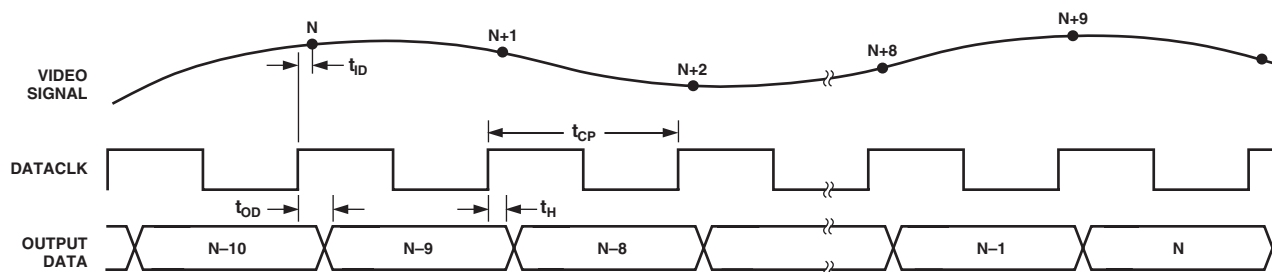 N
N+1
N+2
N+8
N+9
tID
VIDEO
SIGNAL
tCP
DATACLK
tOD
tH
OUTPUT
DATA
N–10
N–9
N–8
N–1
N